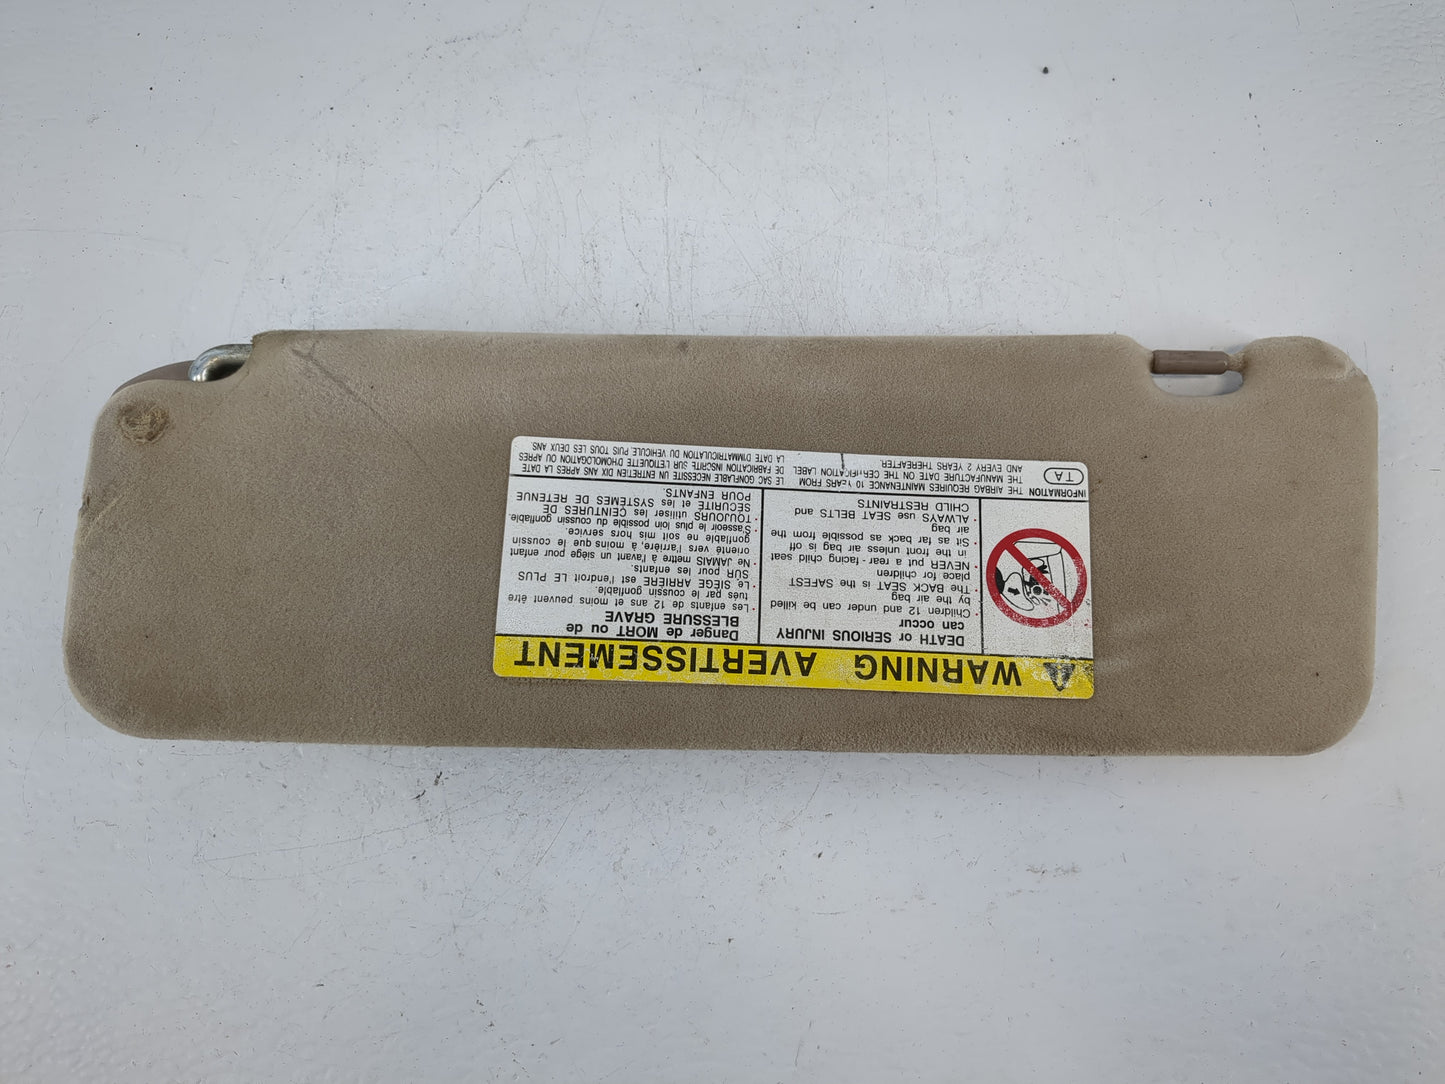 WARNING AVERTISSEMENT
DEATH or SERIOUS INJURY
can occur
· Children 12 and under can be killed
by the air bag
· The BACK SEAT is the SAFEST
place for children
· NEVER put a rear - facing child seat
in the front unless air bag is off
· Sit as far back as possible from the
air bag
· ALWAYS use SEAT BELTS and
CHILD RESTRAINTS
Danger de MORT ou de
BLESSURE GRAVE
· Les enfants de 12 ans et moins peuvent être
tués par le coussin gonflable.
· Le SIÈGE ARRIÈRE est l'endroit LE PLUS
SÛR pour les enfants.
· Ne JAMAIS mettre à l'avant un siège pour enfant
orienté vers l'arrière, à moins que le coussin
gonflable ne soit mis hors service.
· S'asseoir le plus loin possible du coussin gonflable.
· TOUJOURS utiliser les CEINTURES DE
SÉCURITÉ et les SYSTÈMES DE RETENUE
POUR ENFANTS.
INFORMATION
TA
THE AIRBAG REQUIRES MAINTENANCE 10 YEARS FROM
THE MANUFACTURE DATE ON THE CERTIFICATION LABEL
AND EVERY 2 YEARS THEREAFTER.
LE SAC GONFLABLE NÉCESSITE UN ENTRETIEN DIX ANS APRÈS LA DATE
DE FABRICATION INSCRITE SUR L'ÉTIQUETTE D'HOMOLOGATION OU APRÈS
LA DATE D'IMMATRICULATION DU VÉHICULE, PUIS TOUS LES DEUX ANS.